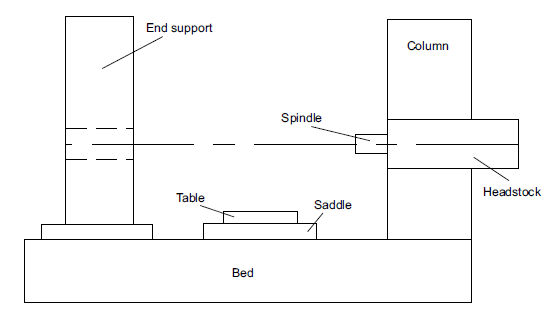 End support
Column
Spindle
Headstock
Table
Saddle
Bed